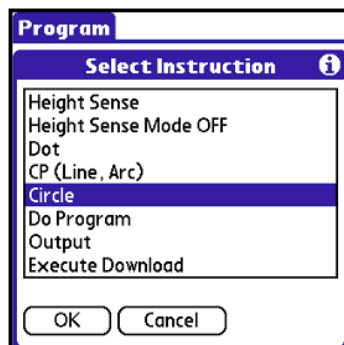 Program
Select Instruction i
Height Sense
Height Sense Mode OFF
Dot
CP (Line, Arc)
Circle
Do Program
Output
Execute Download
OK Cancel